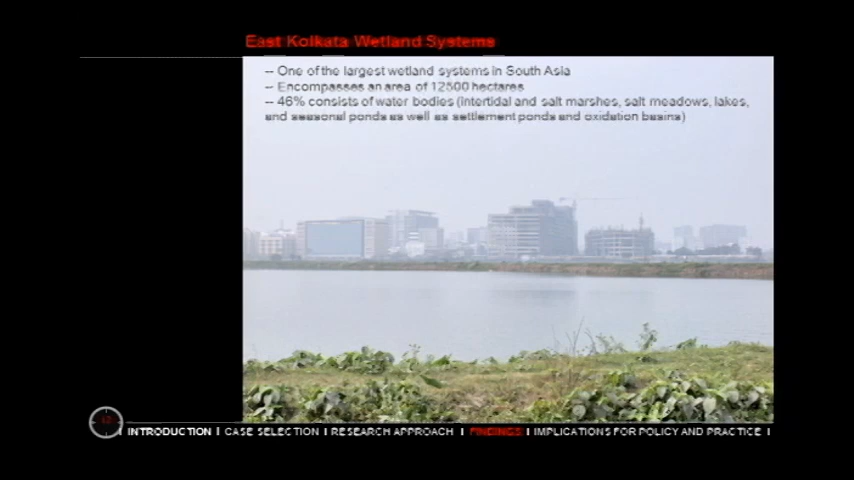 East Kolkata Wetland Systems
-- One of the largest wetland systems in South Asia
-- Encompasses an area of 12500 hectares
-- 46% consists of water bodies (intertidal and salt marshes, salt meadows, lakes,
and seasonal ponds as well as settlement ponds and oxidation basins)
INTRODUCTION I CASE SELECTION I RESEARCH APPROACH I FINDINGS I IMPLICATIONS FOR POLICY AND PRACTICE I